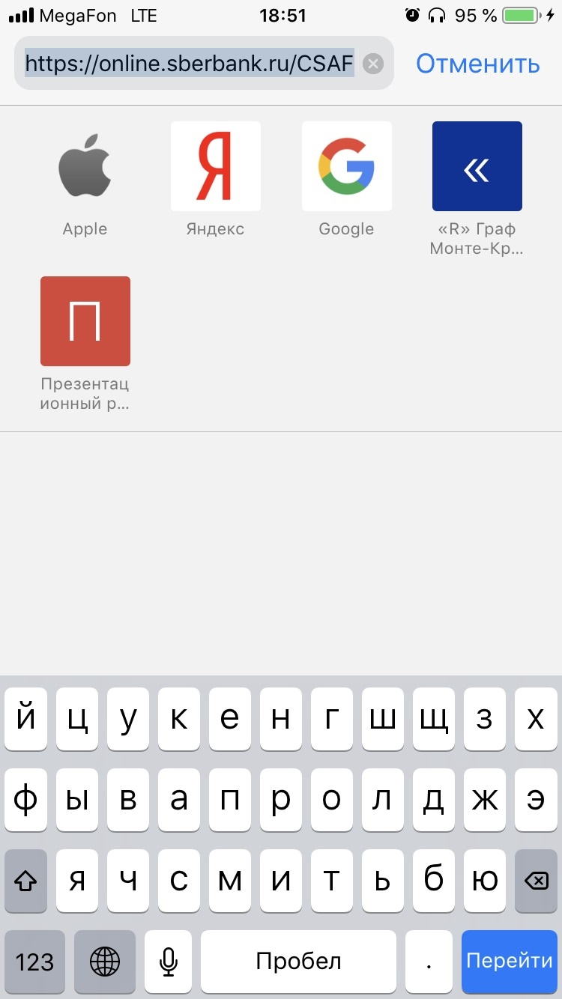 MegaFon LTE 18:51 95 %
https://online.sberbank.ru/CSAF
Отменить
Я
G
«
Apple
Яндекс
Google
«R» Граф
Монте-Кр...
П
Презентац
ионный р...
й ц у к е н г ш щ з х
ф ы в а п р о л д ж э
я ч с м и т ь б ю
123 Пробел . Перейти